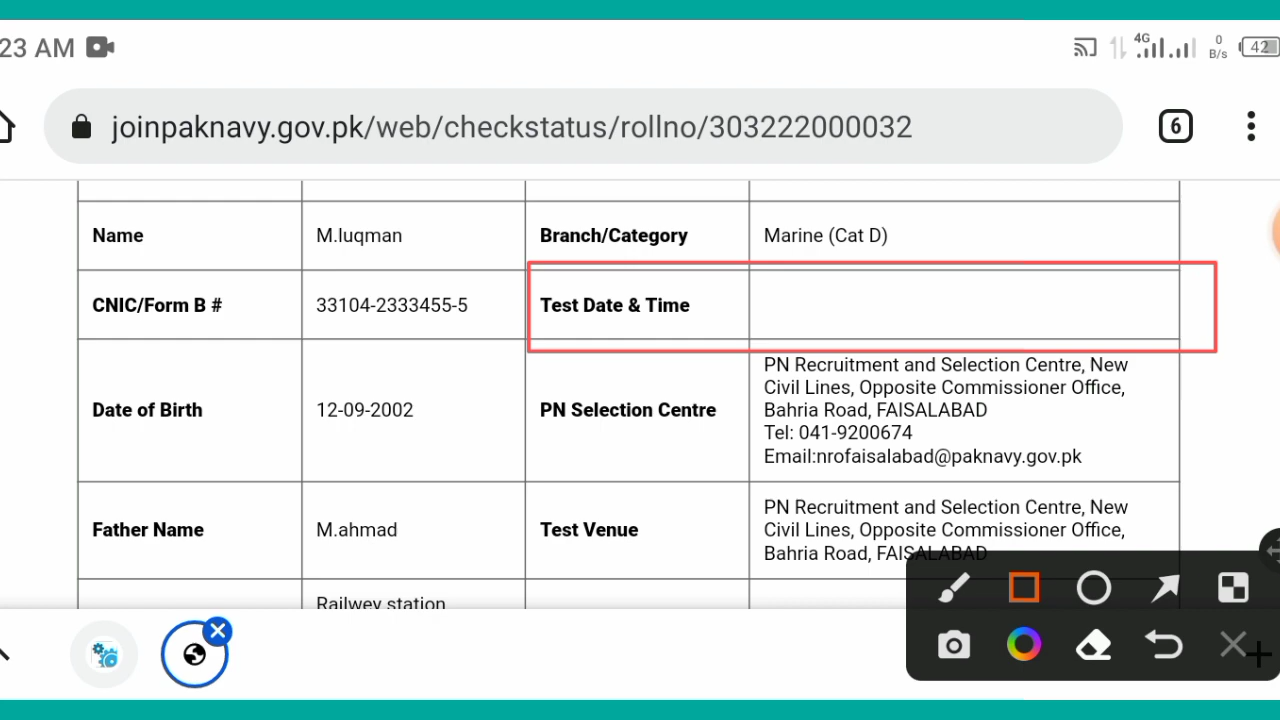 23 AM
4G
0
B/s
42
joinpaknavy.gov.pk/web/checkstatus/rollno/303222000032
6
Name M.luqman Branch/Category Marine (Cat D)
CNIC/Form B # 33104-2333455-5 Test Date & Time
Date of Birth 12-09-2002 PN Selection Centre
PN Recruitment and Selection Centre, New
Civil Lines, Opposite Commissioner Office,
Bahria Road, FAISALABAD
Tel: 041-9200674
Email:nrofaisalabad@paknavy.gov.pk
Father Name M.ahmad Test Venue
PN Recruitment and Selection Centre, New
Civil Lines, Opposite Commissioner Office,
Bahria Road, FAISALABAD
Railwey station